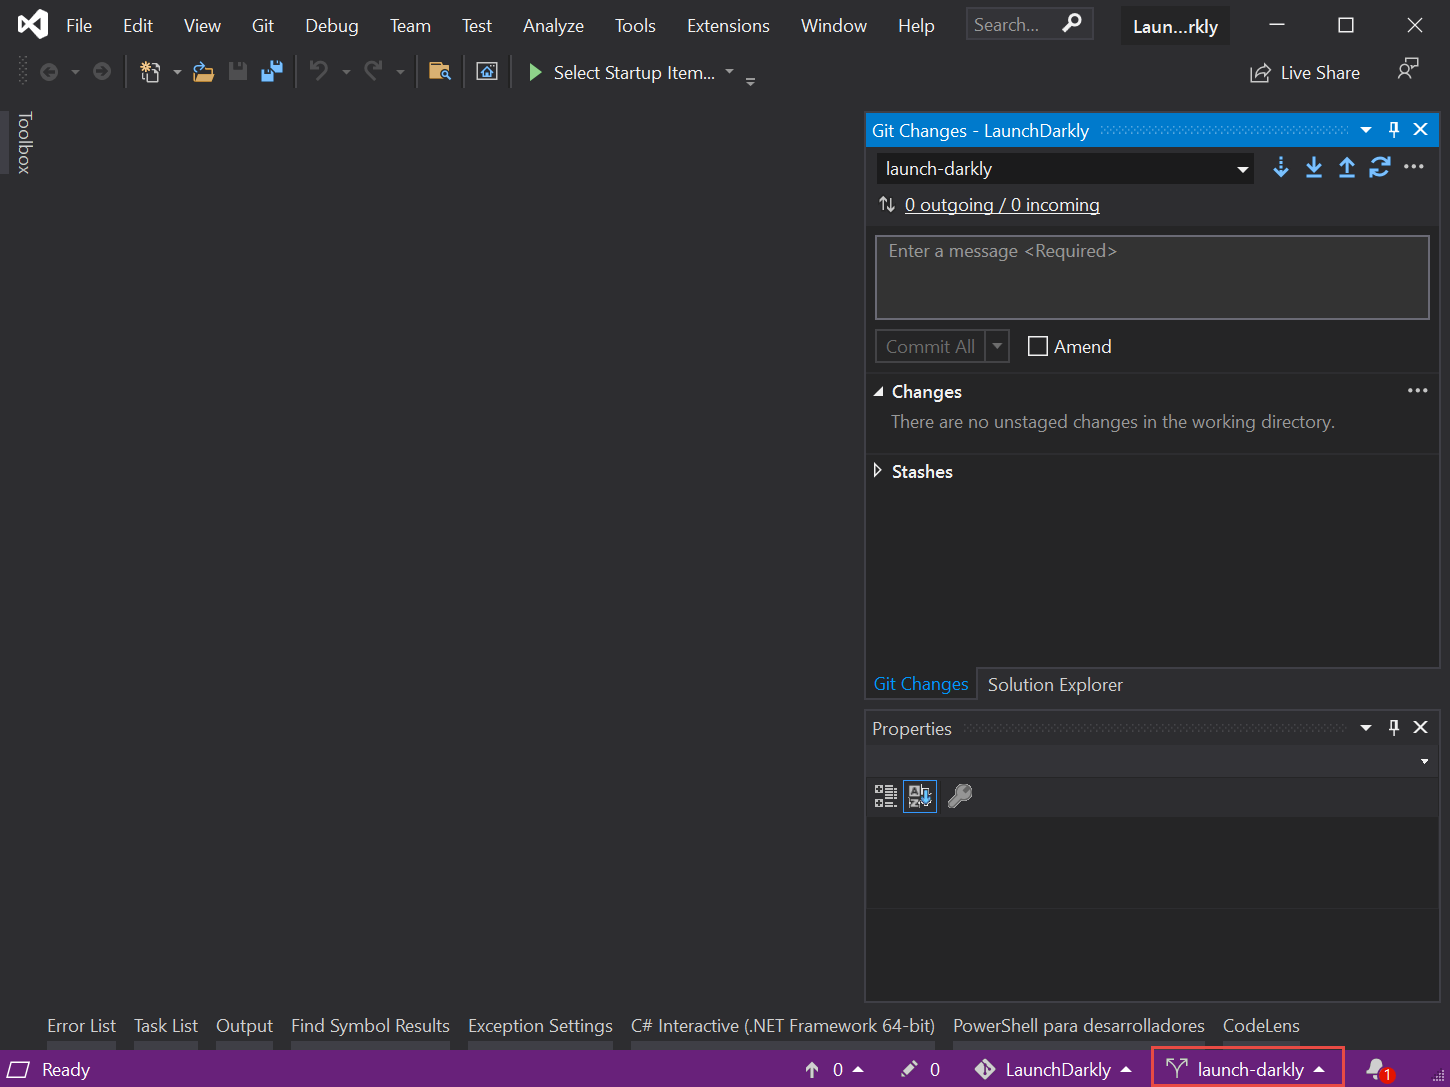 File Edit View Git Debug Team Test Analyze Tools Extensions Window Help Search... Laun...rkly
Select Startup Item... Live Share
Toolbox
Git Changes - LaunchDarkly
launch-darkly
0 outgoing / 0 incoming
Enter a message <Required>
Commit All Amend
Changes
There are no unstaged changes in the working directory.
Stashes
Git Changes Solution Explorer
Properties
Error List Task List Output Find Symbol Results Exception Settings C# Interactive (.NET Framework 64-bit) PowerShell para desarrolladores CodeLens
Ready 0 0 LaunchDarkly launch-darkly 1